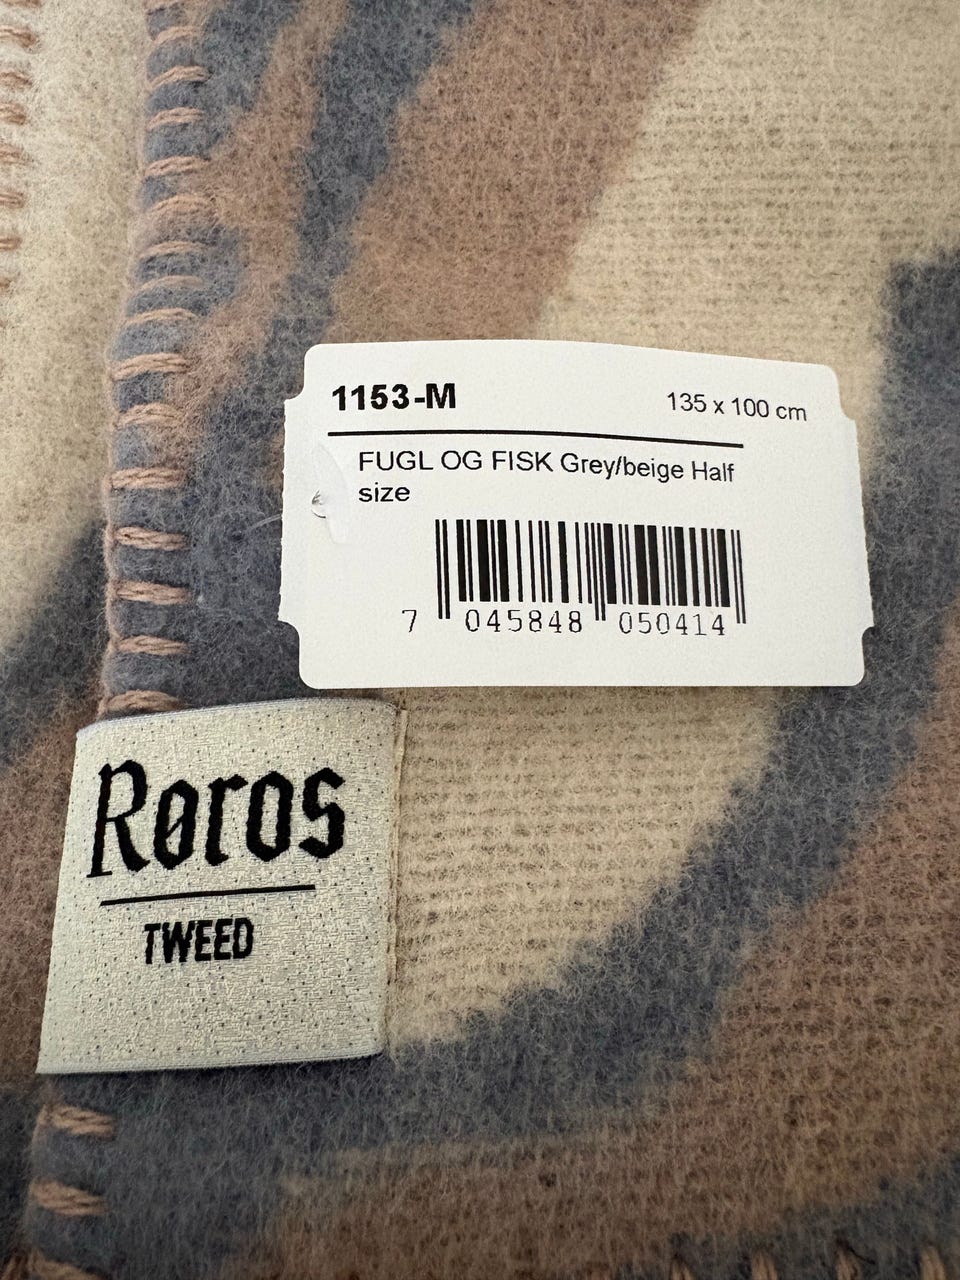 1153-M
135 x 100 cm
FUGL OG FISK Grey/beige Half
size
7 045848 050414
Røros
TWEED